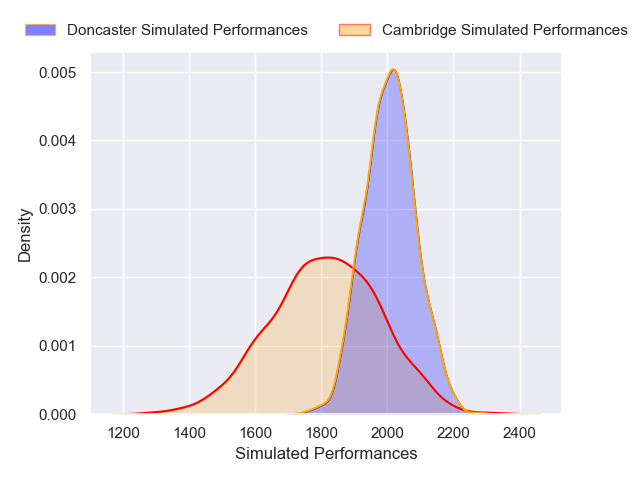 Doncaster Simulated Performances Cambridge Simulated Performances
0.005
0.004
0.003
0.002
0.001
0.000
Density
1200 1400 1600 1800 2000 2200 2400
Simulated Performances